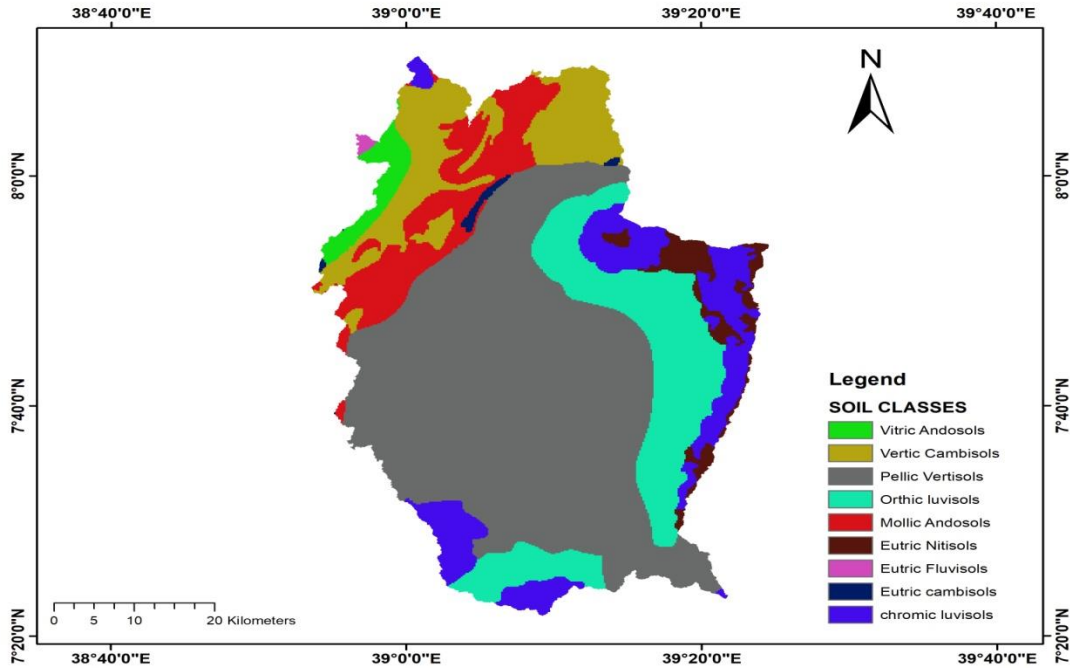 38°40'0"E 39°0'0"E 39°20'0"E 39°40'0"E
N
8°0'0"N 8°0'0"N
7°40'0"N 7°40'0"N
7°20'0"N 7°20'0"N
Legend
SOIL CLASSES
Vitric Andosols
Vertic Cambisols
Pellic Vertisols
Orthic luvisols
Mollic Andosols
Eutric Nitisols
Eutric Fluvisols
Eutric cambisols
chromic luvisols
0 5 10 20 Kilometers
38°40'0"E 39°0'0"E 39°20'0"E 39°40'0"E